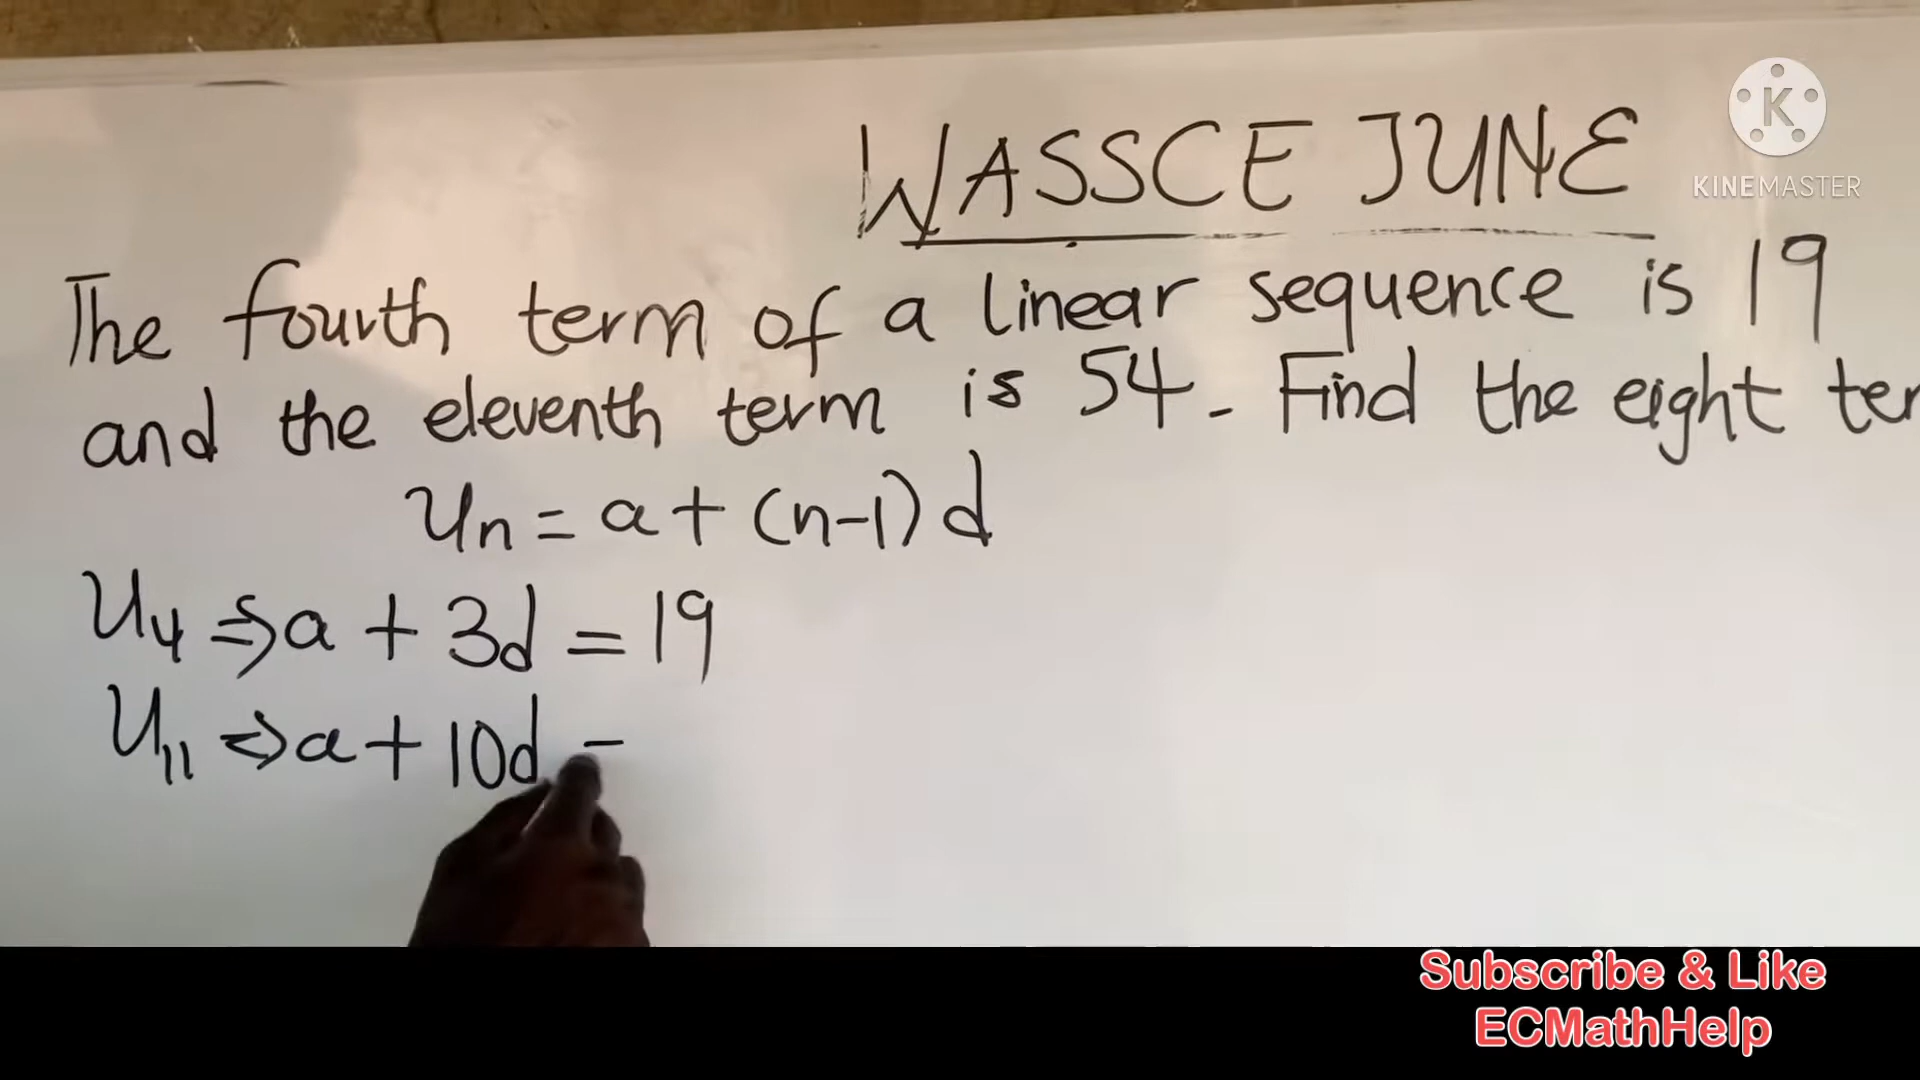 WASSCE JUNE
K
KINEMASTER
The fourth term of a linear sequence is 19
and the eleventh term is 54. Find the eight ter
Un = a + (n-1) d
U4 ⇒ a + 3d = 19
U11 ⇒ a + 10d -
Subscribe & Like
ECMathHelp